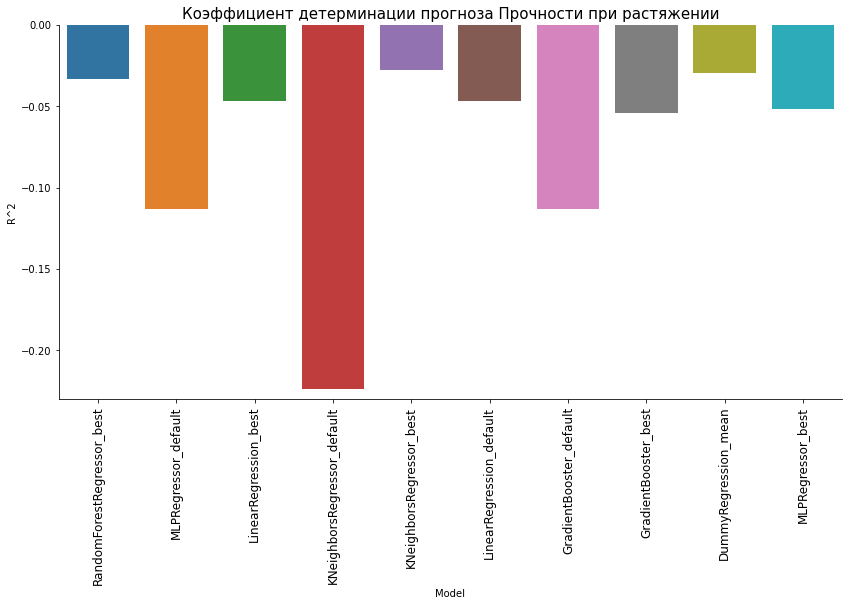 Коэффициент детерминации прогноза Прочности при растяжении
0.00
−0.05
−0.10
−0.15
−0.20
R^2
RandomForestRegressor_best
MLPRegressor_default
LinearRegression_best
KNeighborsRegressor_default
KNeighborsRegressor_best
LinearRegression_default
GradientBooster_default
GradientBooster_best
DummyRegression_mean
MLPRegressor_best
Model